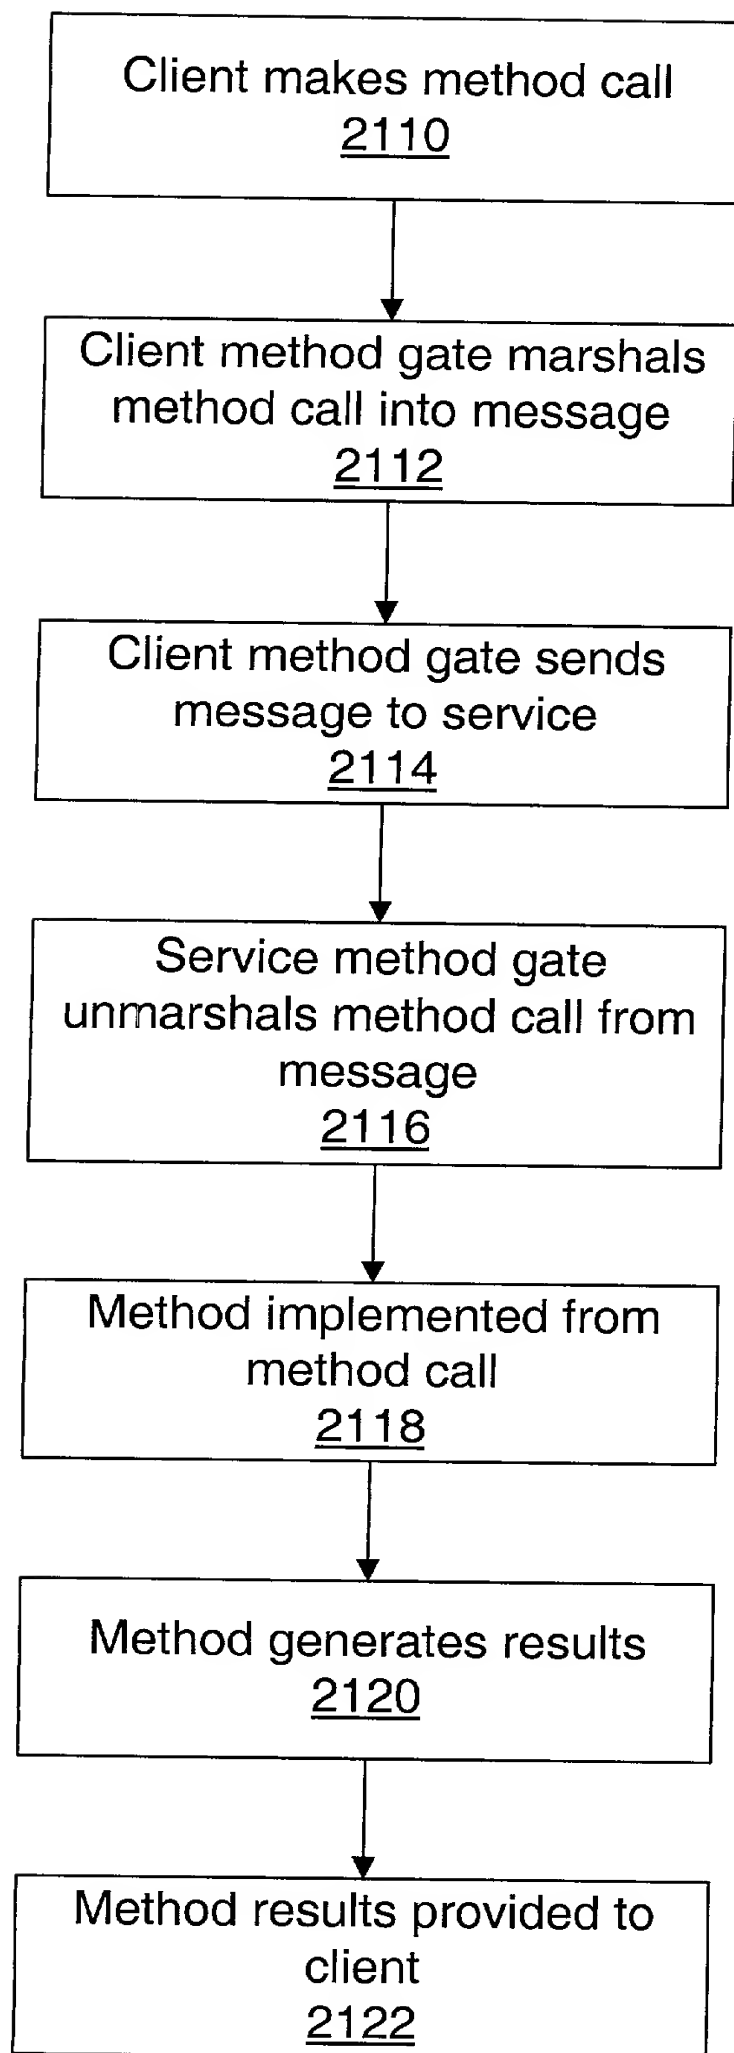 Client makes method call
2110
Client method gate marshals
method call into message
2112
Client method gate sends
message to service
2114
Service method gate
unmarshals method call from
message
2116
Method implemented from
method call
2118
Method generates results
2120
Method results provided to
client
2122